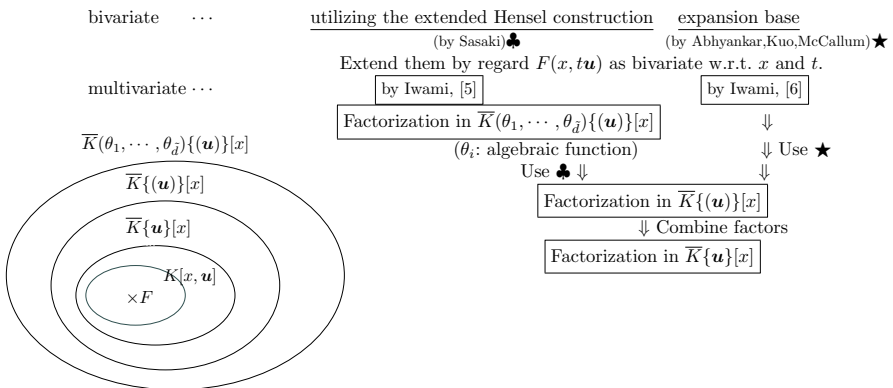 bivariate ··· utilizing the extended Hensel construction expansion base
(by Sasaki)♣ (by Abhyankar,Kuo,McCallum)★
Extend them by regard F(x, tu) as bivariate w.r.t. x and t.
multivariate ··· by Iwami, [5] by Iwami, [6]
Factorization in K̅(θ₁, ··· , θ_d̃){(u)}[x] ⇓
K̅(θ₁, ··· , θ_d̃){(u)}[x] (θᵢ: algebraic function) ⇓ Use ★
Use ♣ ⇓ ⇓
K̅{(u)}[x] Factorization in K̅{(u)}[x]
K̅{u}[x] ⇓ Combine factors
Factorization in K̅{u}[x]
K[x, u]
×F